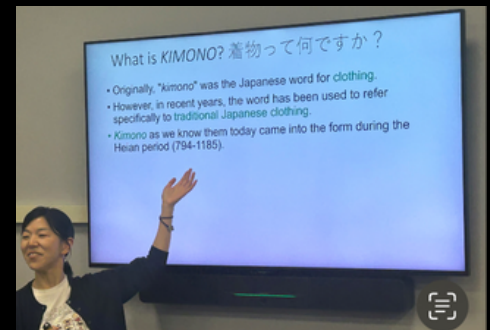 What is KIMONO? 着物って何ですか？
• Originally, "kimono" was the Japanese word for clothing.
• However, in recent years, the word has been used to refer
specifically to traditional Japanese clothing.
• Kimono as we know them today came into the form during the
Heian period (794-1185).